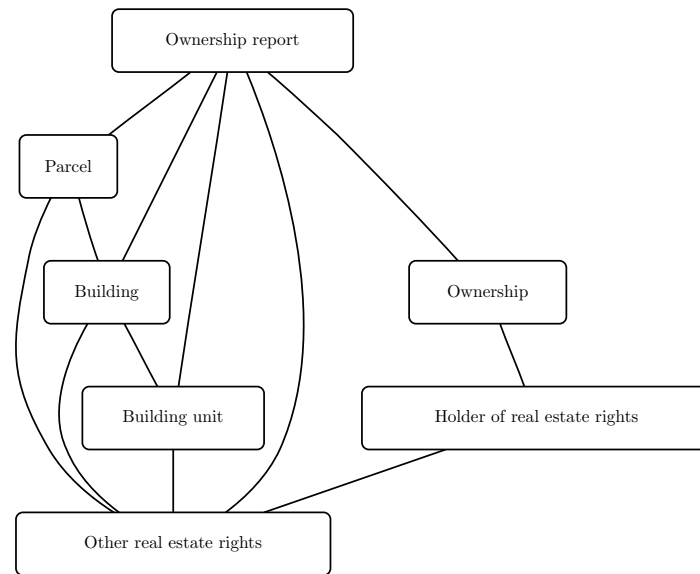 Ownership report
Parcel
Building
Ownership
Building unit
Holder of real estate rights
Other real estate rights